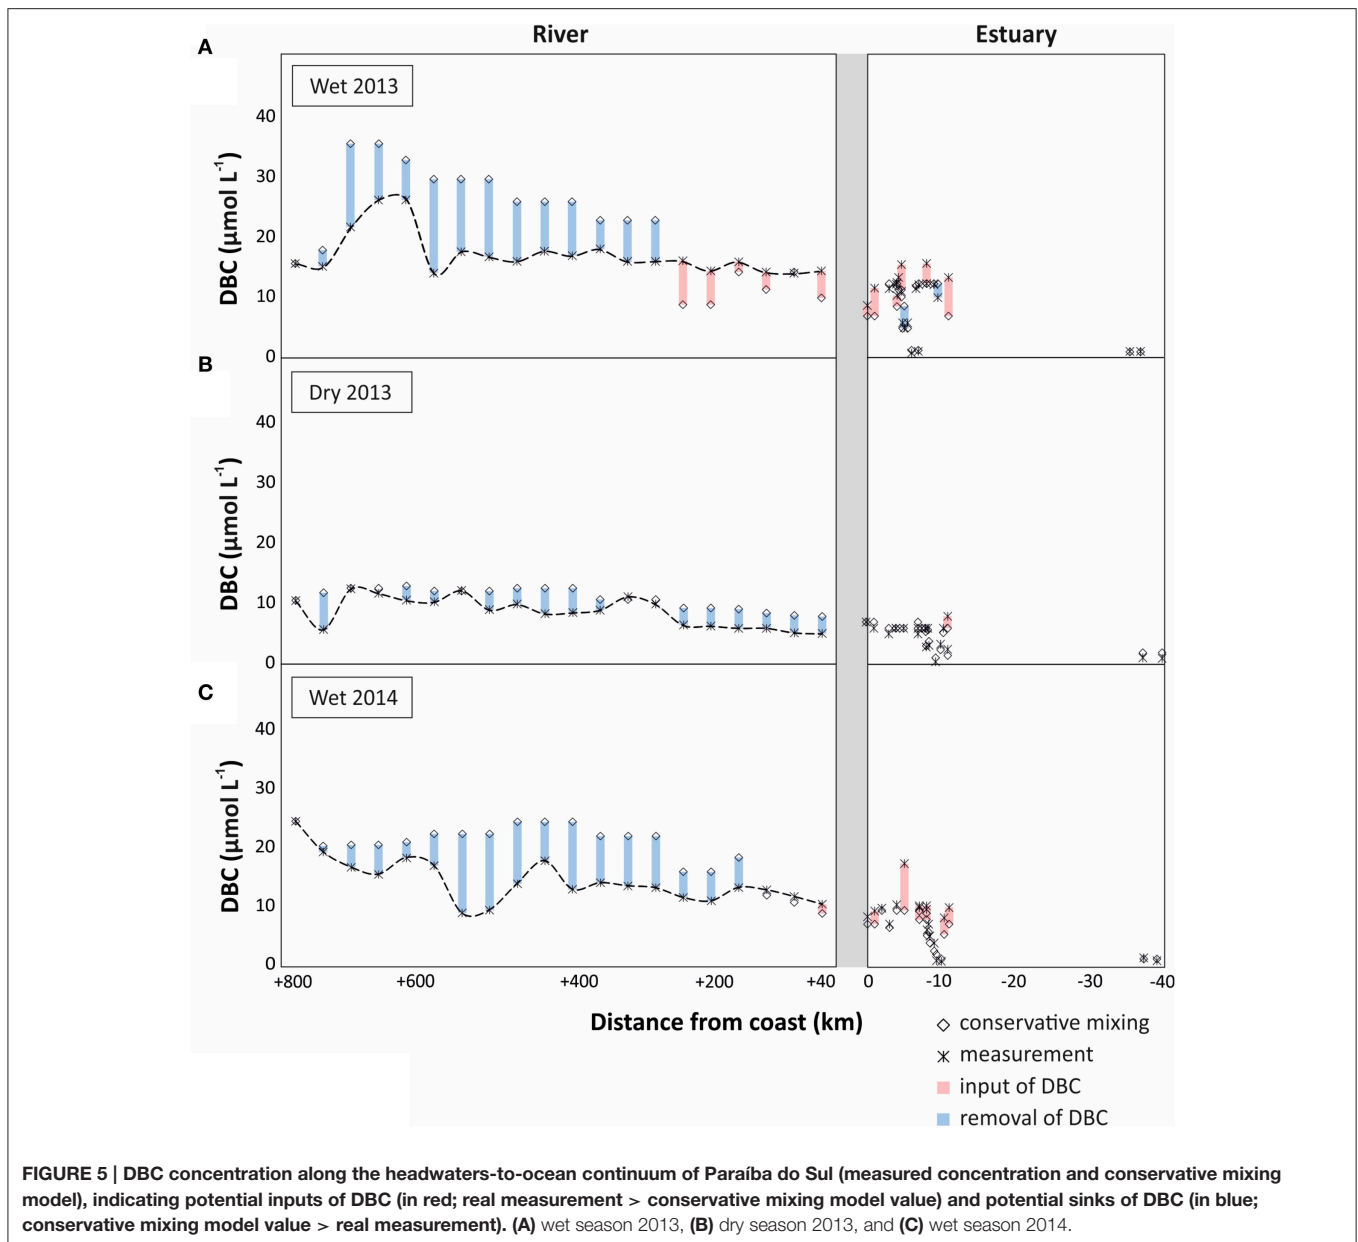 River
Estuary
A
Wet 2013
40
30
20
10
0
DBC (µmol L-1)
B
Dry 2013
40
30
20
10
0
DBC (µmol L-1)
C
Wet 2014
40
30
20
10
0
DBC (µmol L-1)
+800 +600 +400 +200 +40 0 -10 -20 -30 -40
Distance from coast (km)
conservative mixing
measurement
input of DBC
removal of DBC
FIGURE 5 | DBC concentration along the headwaters-to-ocean continuum of Paraíba do Sul (measured concentration and conservative mixing
model), indicating potential inputs of DBC (in red; real measurement > conservative mixing model value) and potential sinks of DBC (in blue;
conservative mixing model value > real measurement). (A) wet season 2013, (B) dry season 2013, and (C) wet season 2014.